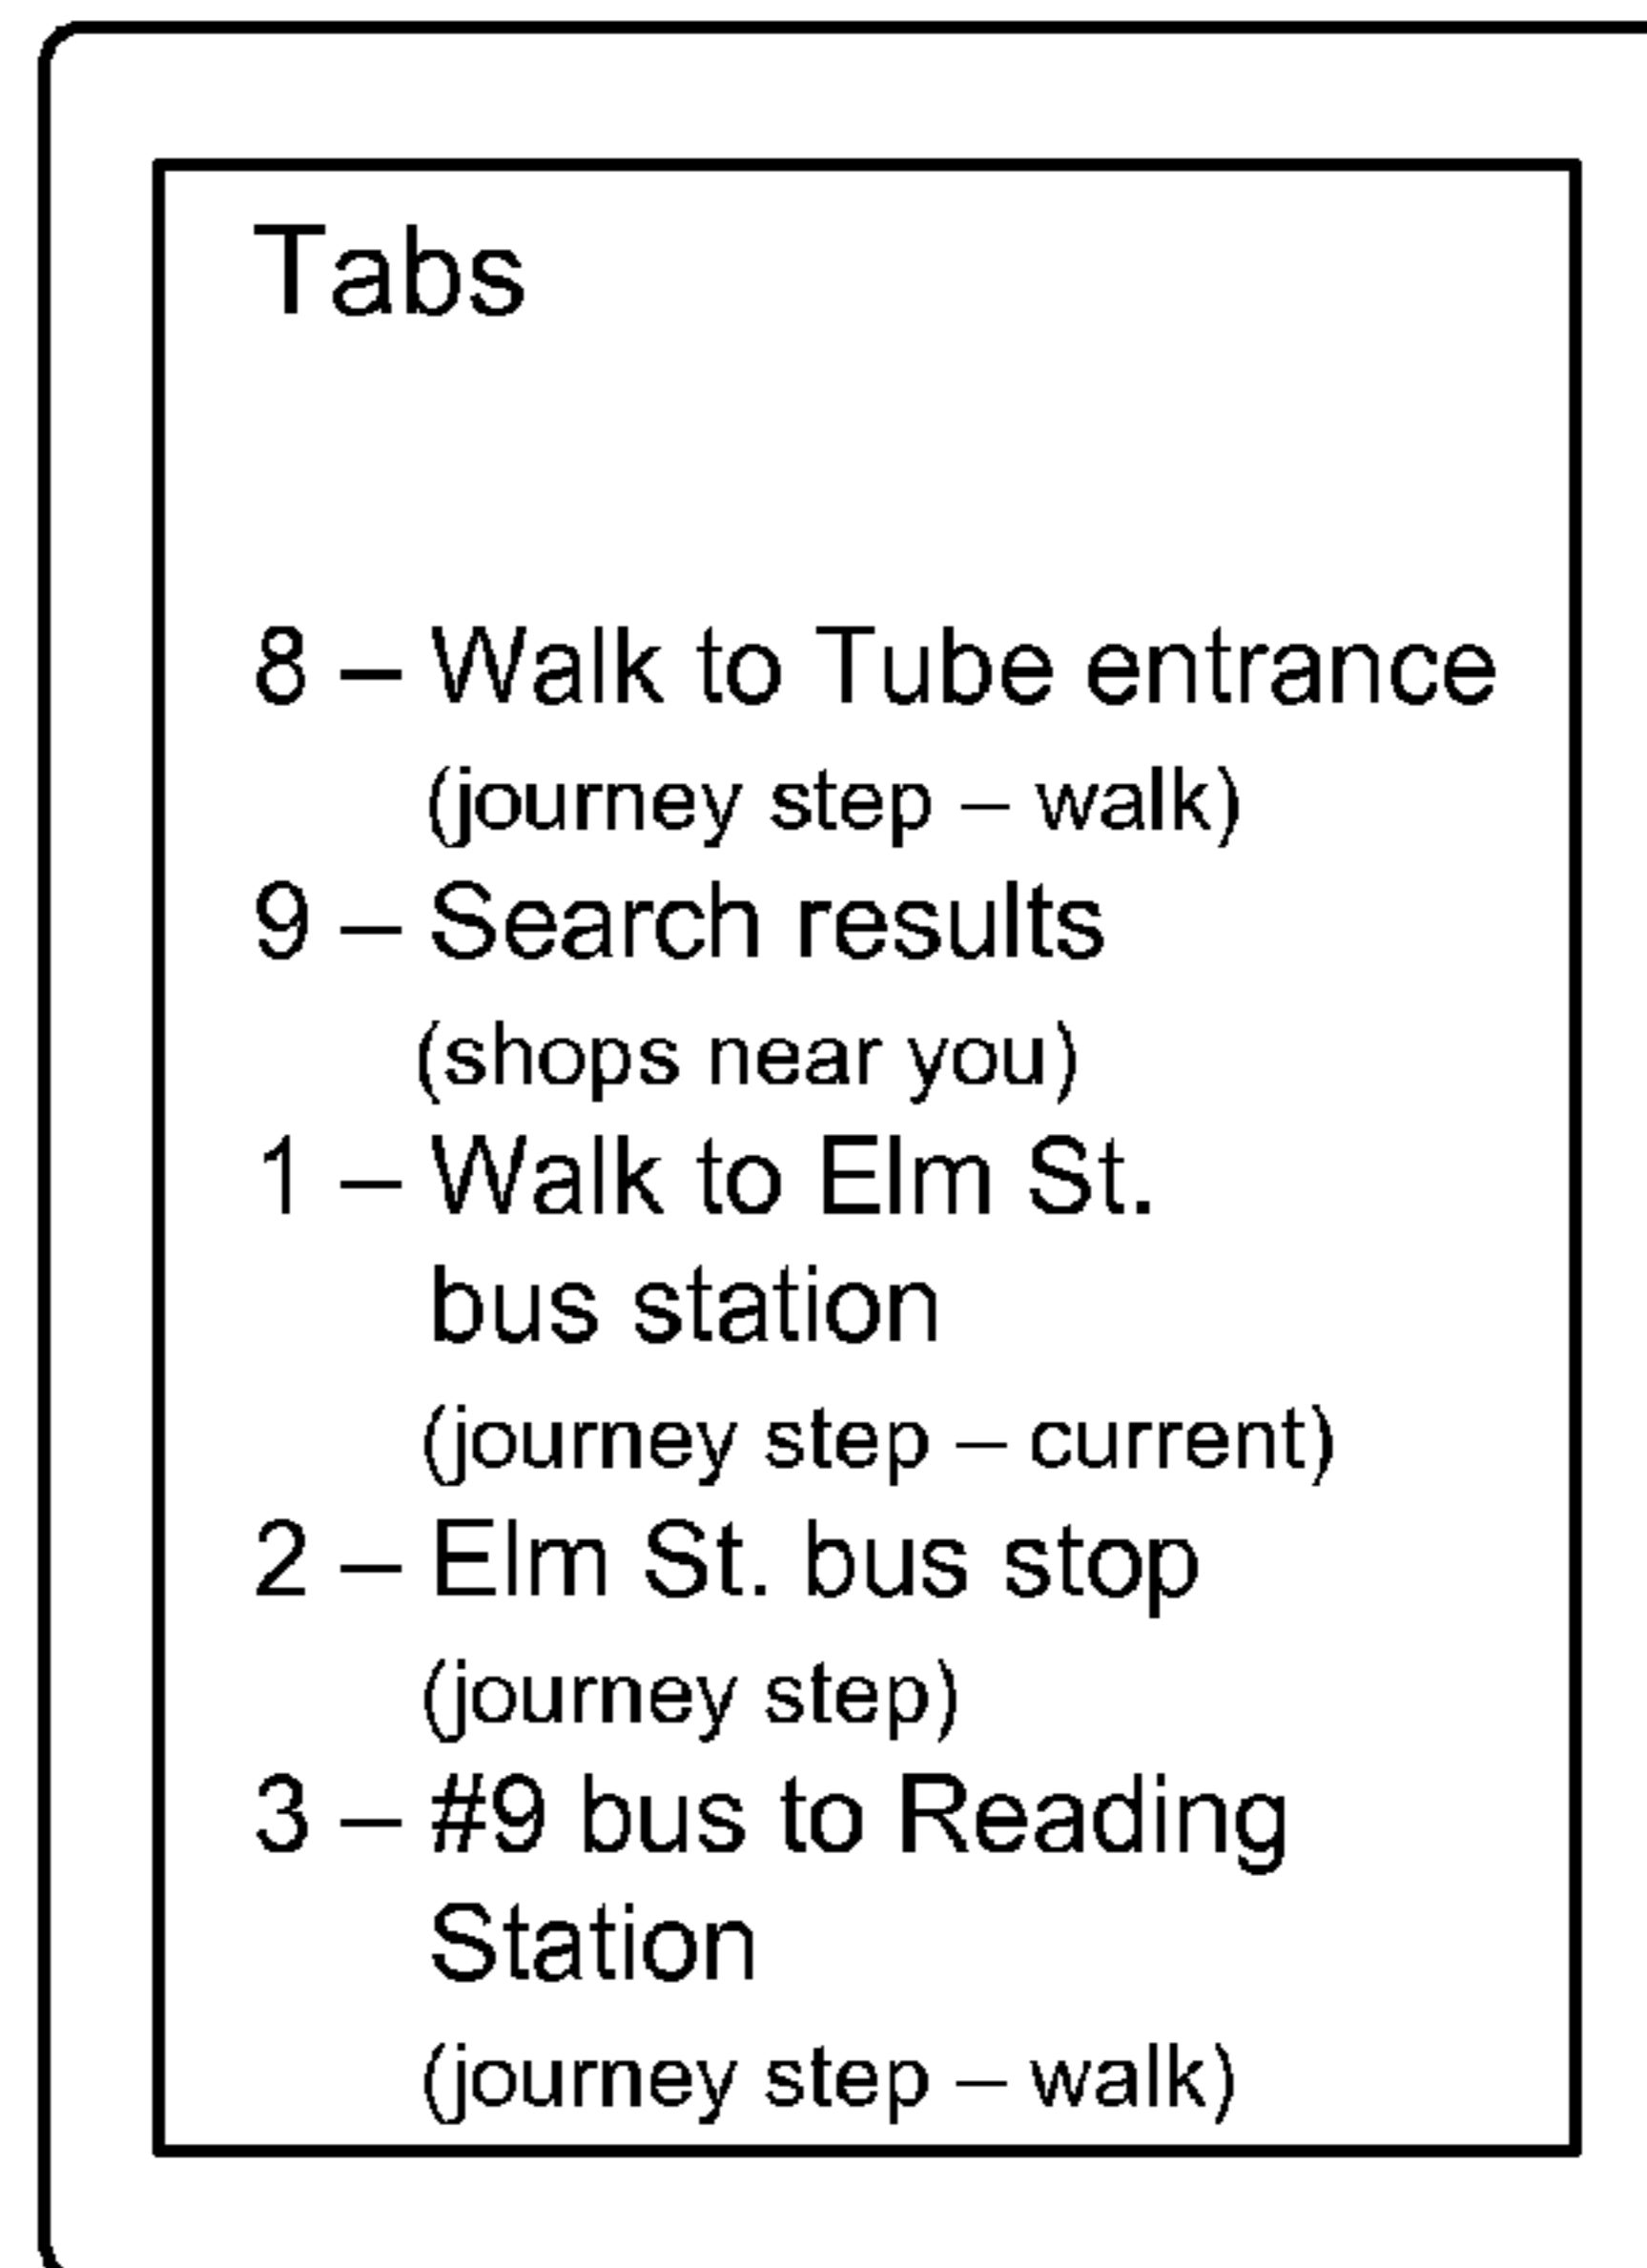 Tabs
8 – Walk to Tube entrance
(journey step – walk)
9 – Search results
(shops near you)
1 – Walk to Elm St.
bus station
(journey step – current)
2 – Elm St. bus stop
(journey step)
3 – #9 bus to Reading
Station
(journey step – walk)